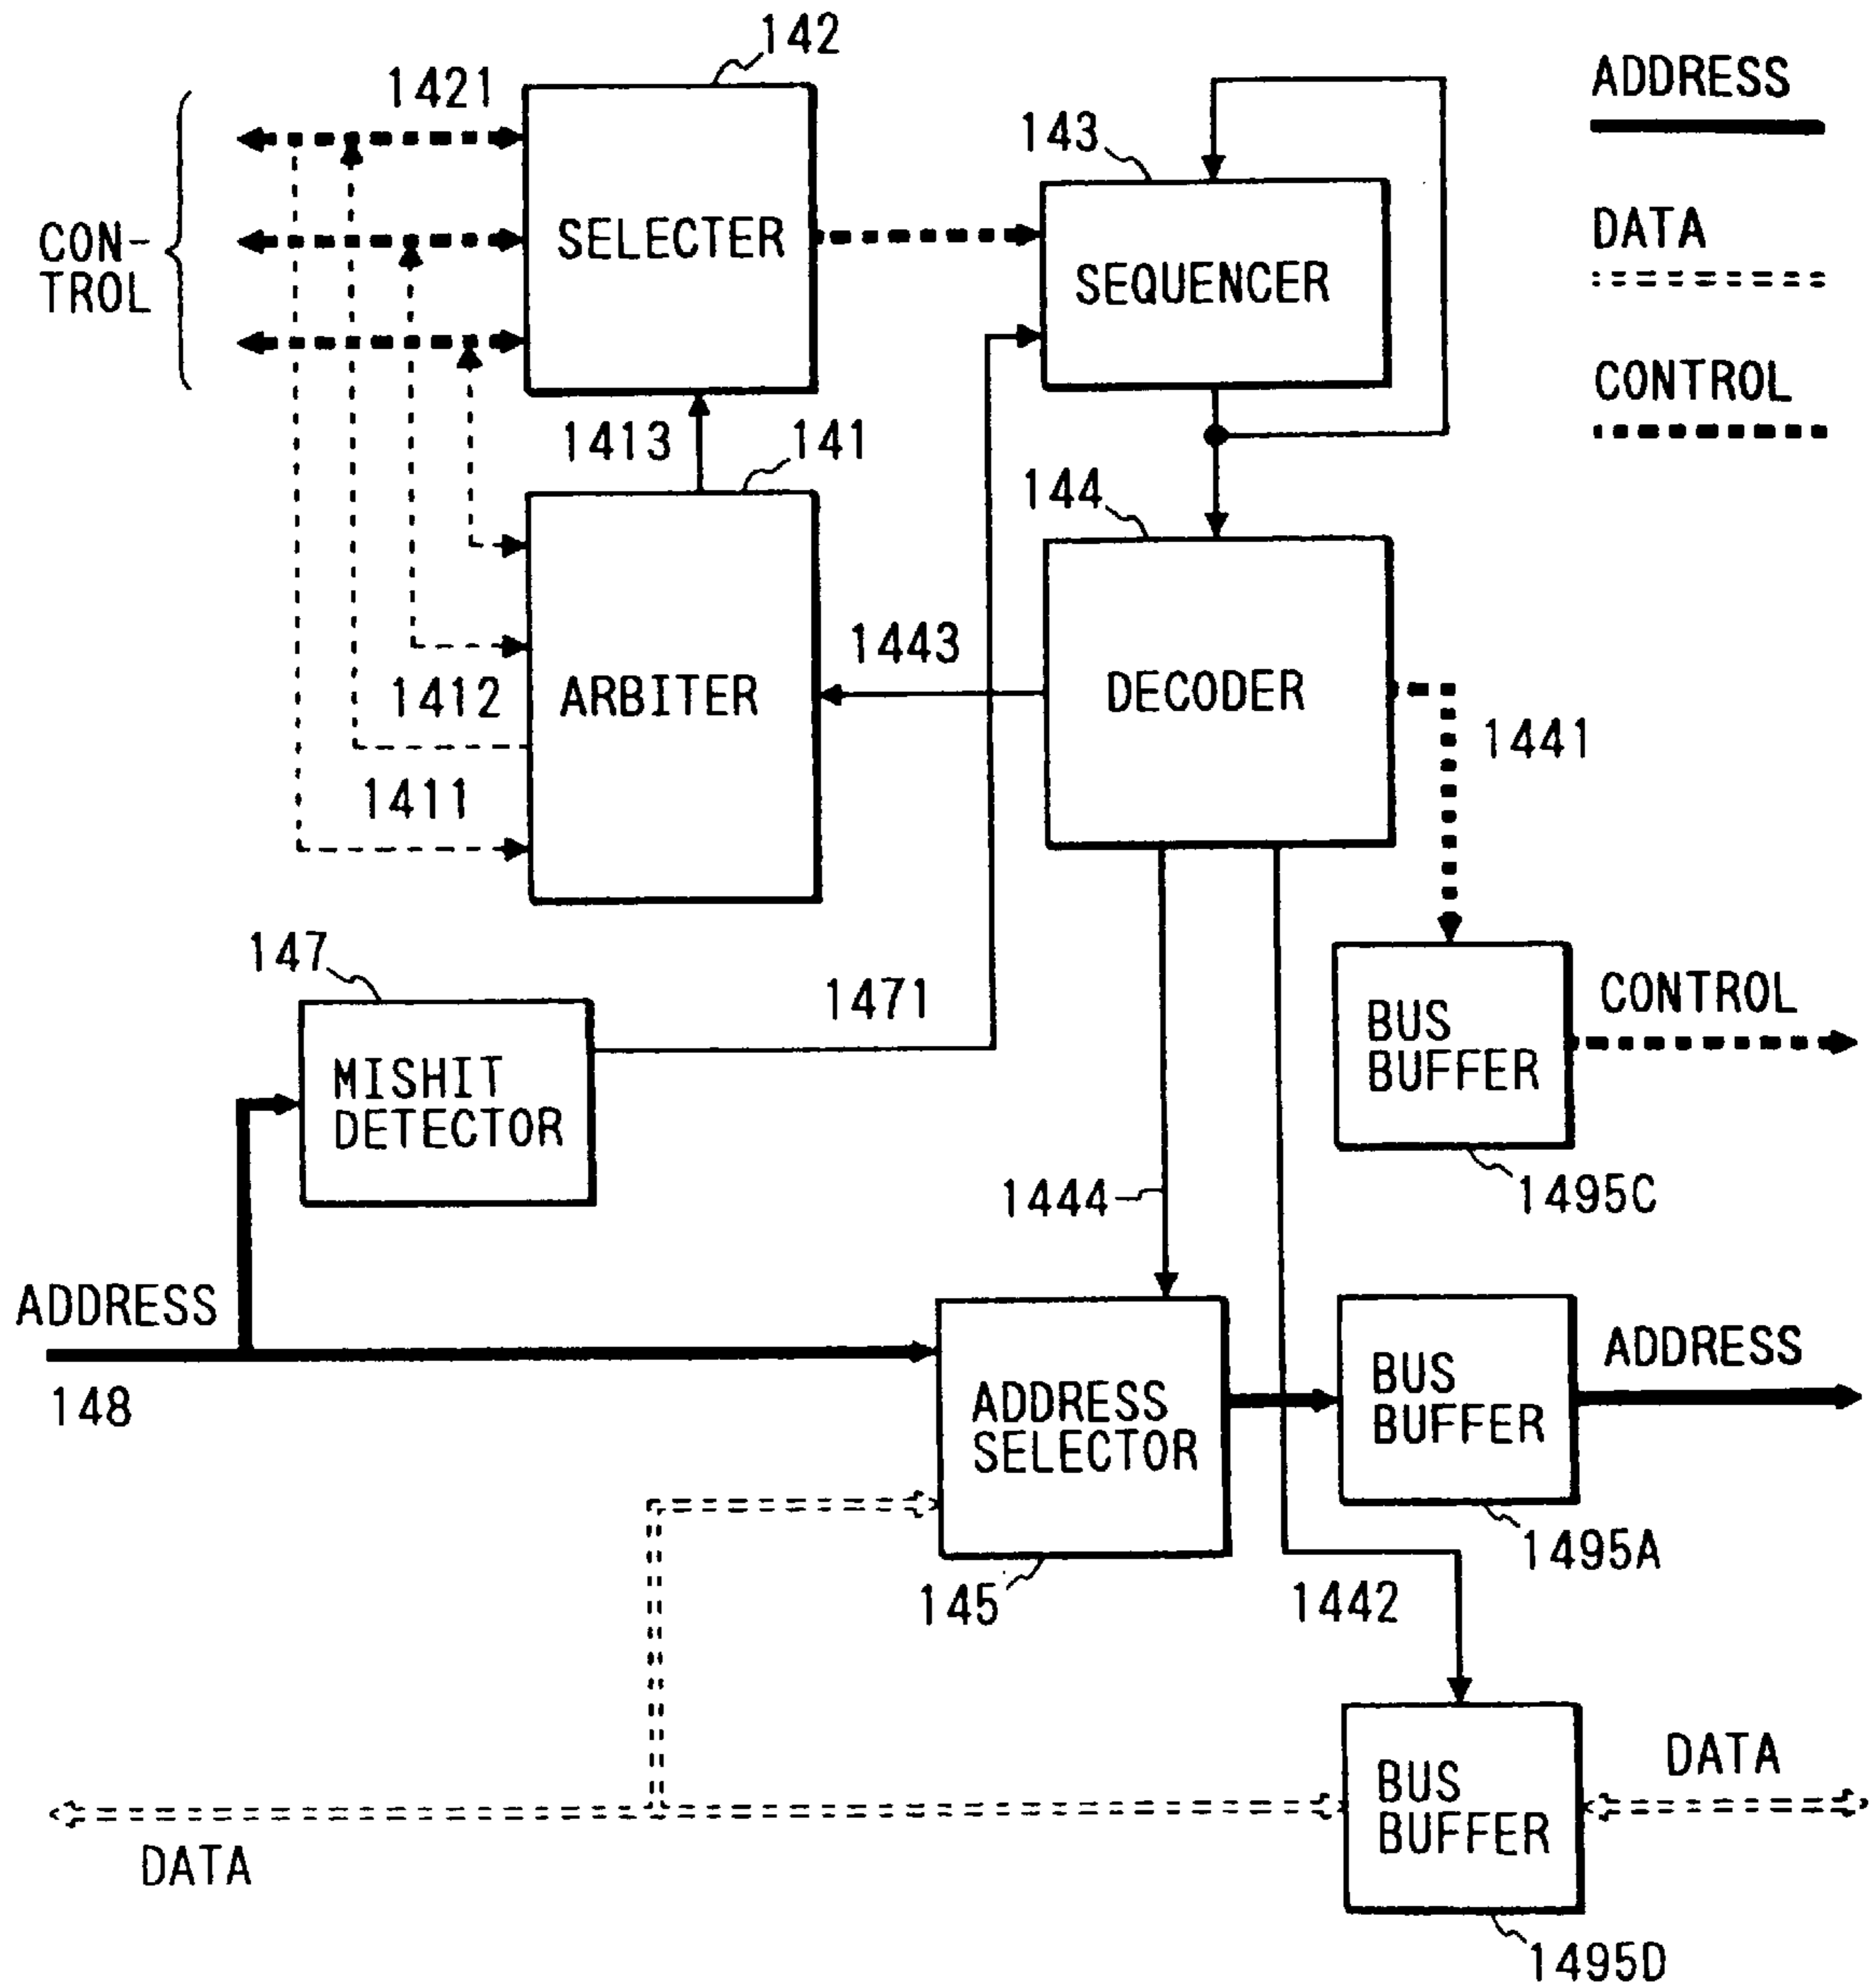 142
1421
ADDRESS
143
DATA
CON-
TROL
SELECTER
SEQUENCER
CONTROL
1413
141
144
1443
1412
ARBITER
DECODER
1441
1411
147
1471
CONTROL
BUS
BUFFER
MISHIT
DETECTOR
1444
1495C
ADDRESS
ADDRESS
148
BUS
BUFFER
ADDRESS
SELECTOR
1495A
145
1442
DATA
BUS
BUFFER
DATA
1495D